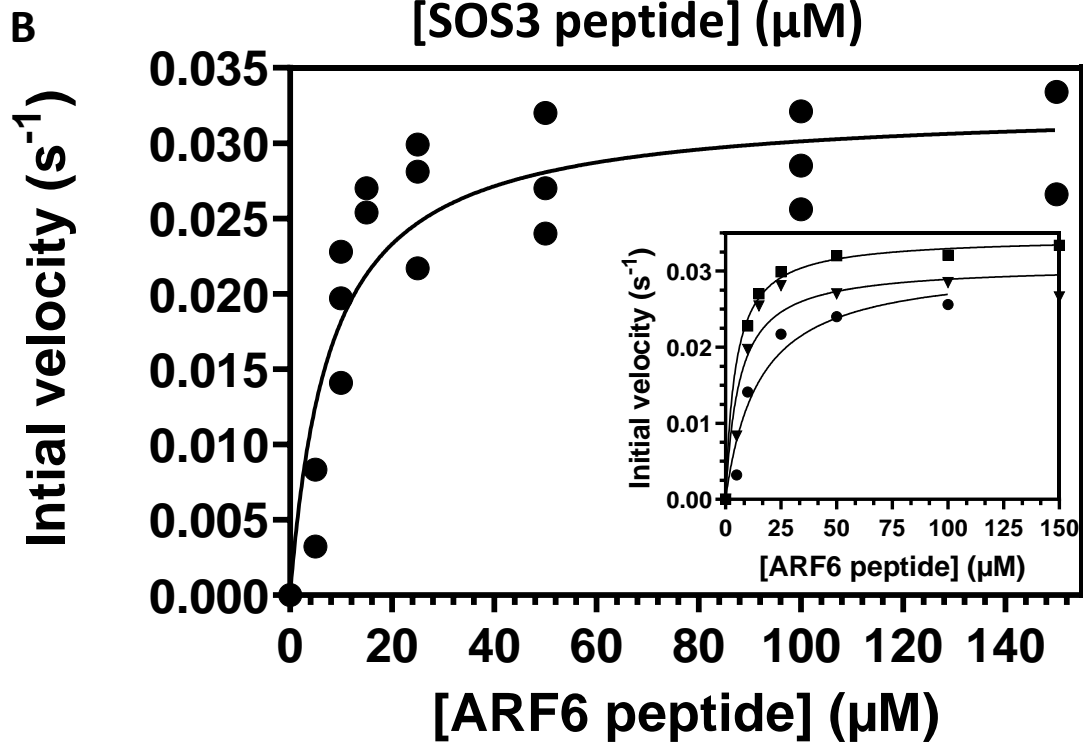 B
[SOS3 peptide] (µM)
Intial velocity (s⁻¹)
0.035
0.030
0.025
0.020
0.015
0.010
0.005
0.000
0 20 40 60 80 100 120 140
[ARF6 peptide] (µM)
Initial velocity (s⁻¹)
0.03
0.02
0.01
0.00
0 25 50 75 100 125 150
[ARF6 peptide] (µM)